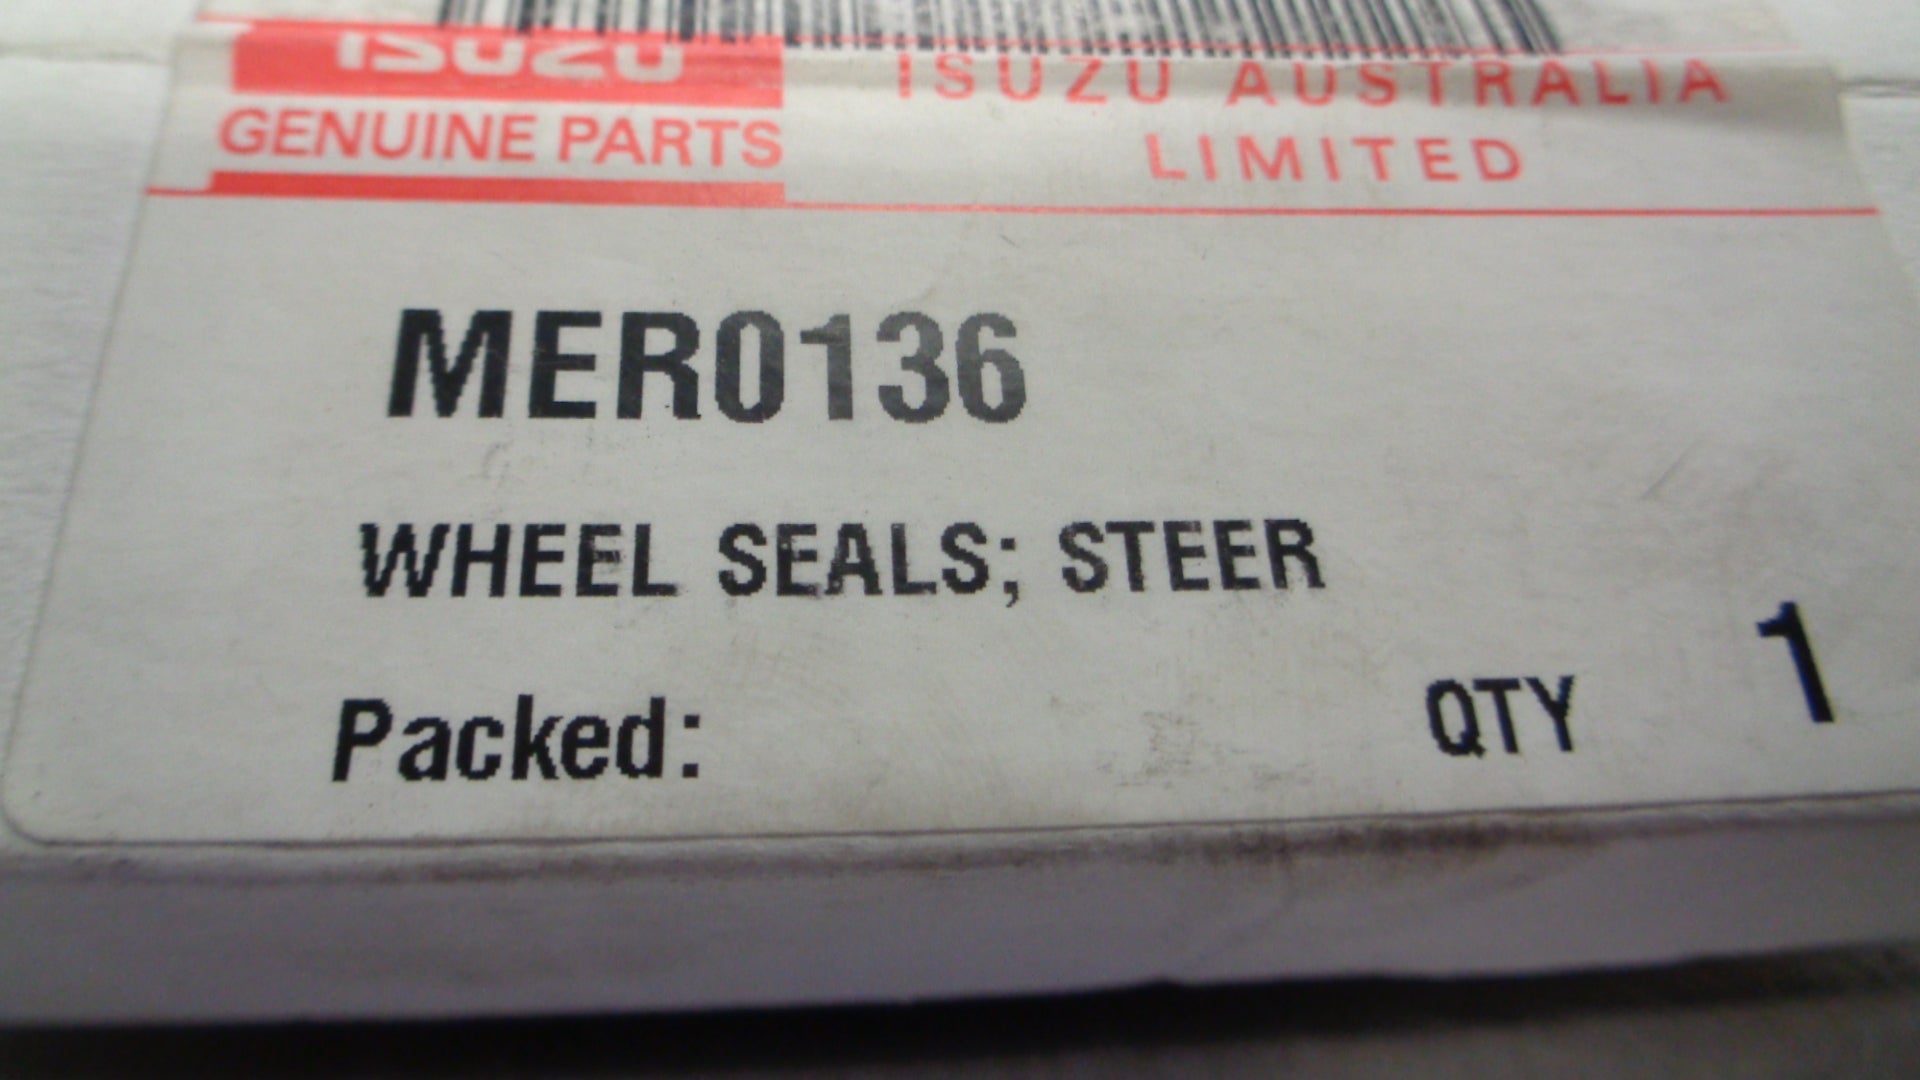 ISUZU
GENUINE PARTS
ISUZU AUSTRALIA
LIMITED
MER0136
WHEEL SEALS; STEER
Packed:
QTY 1